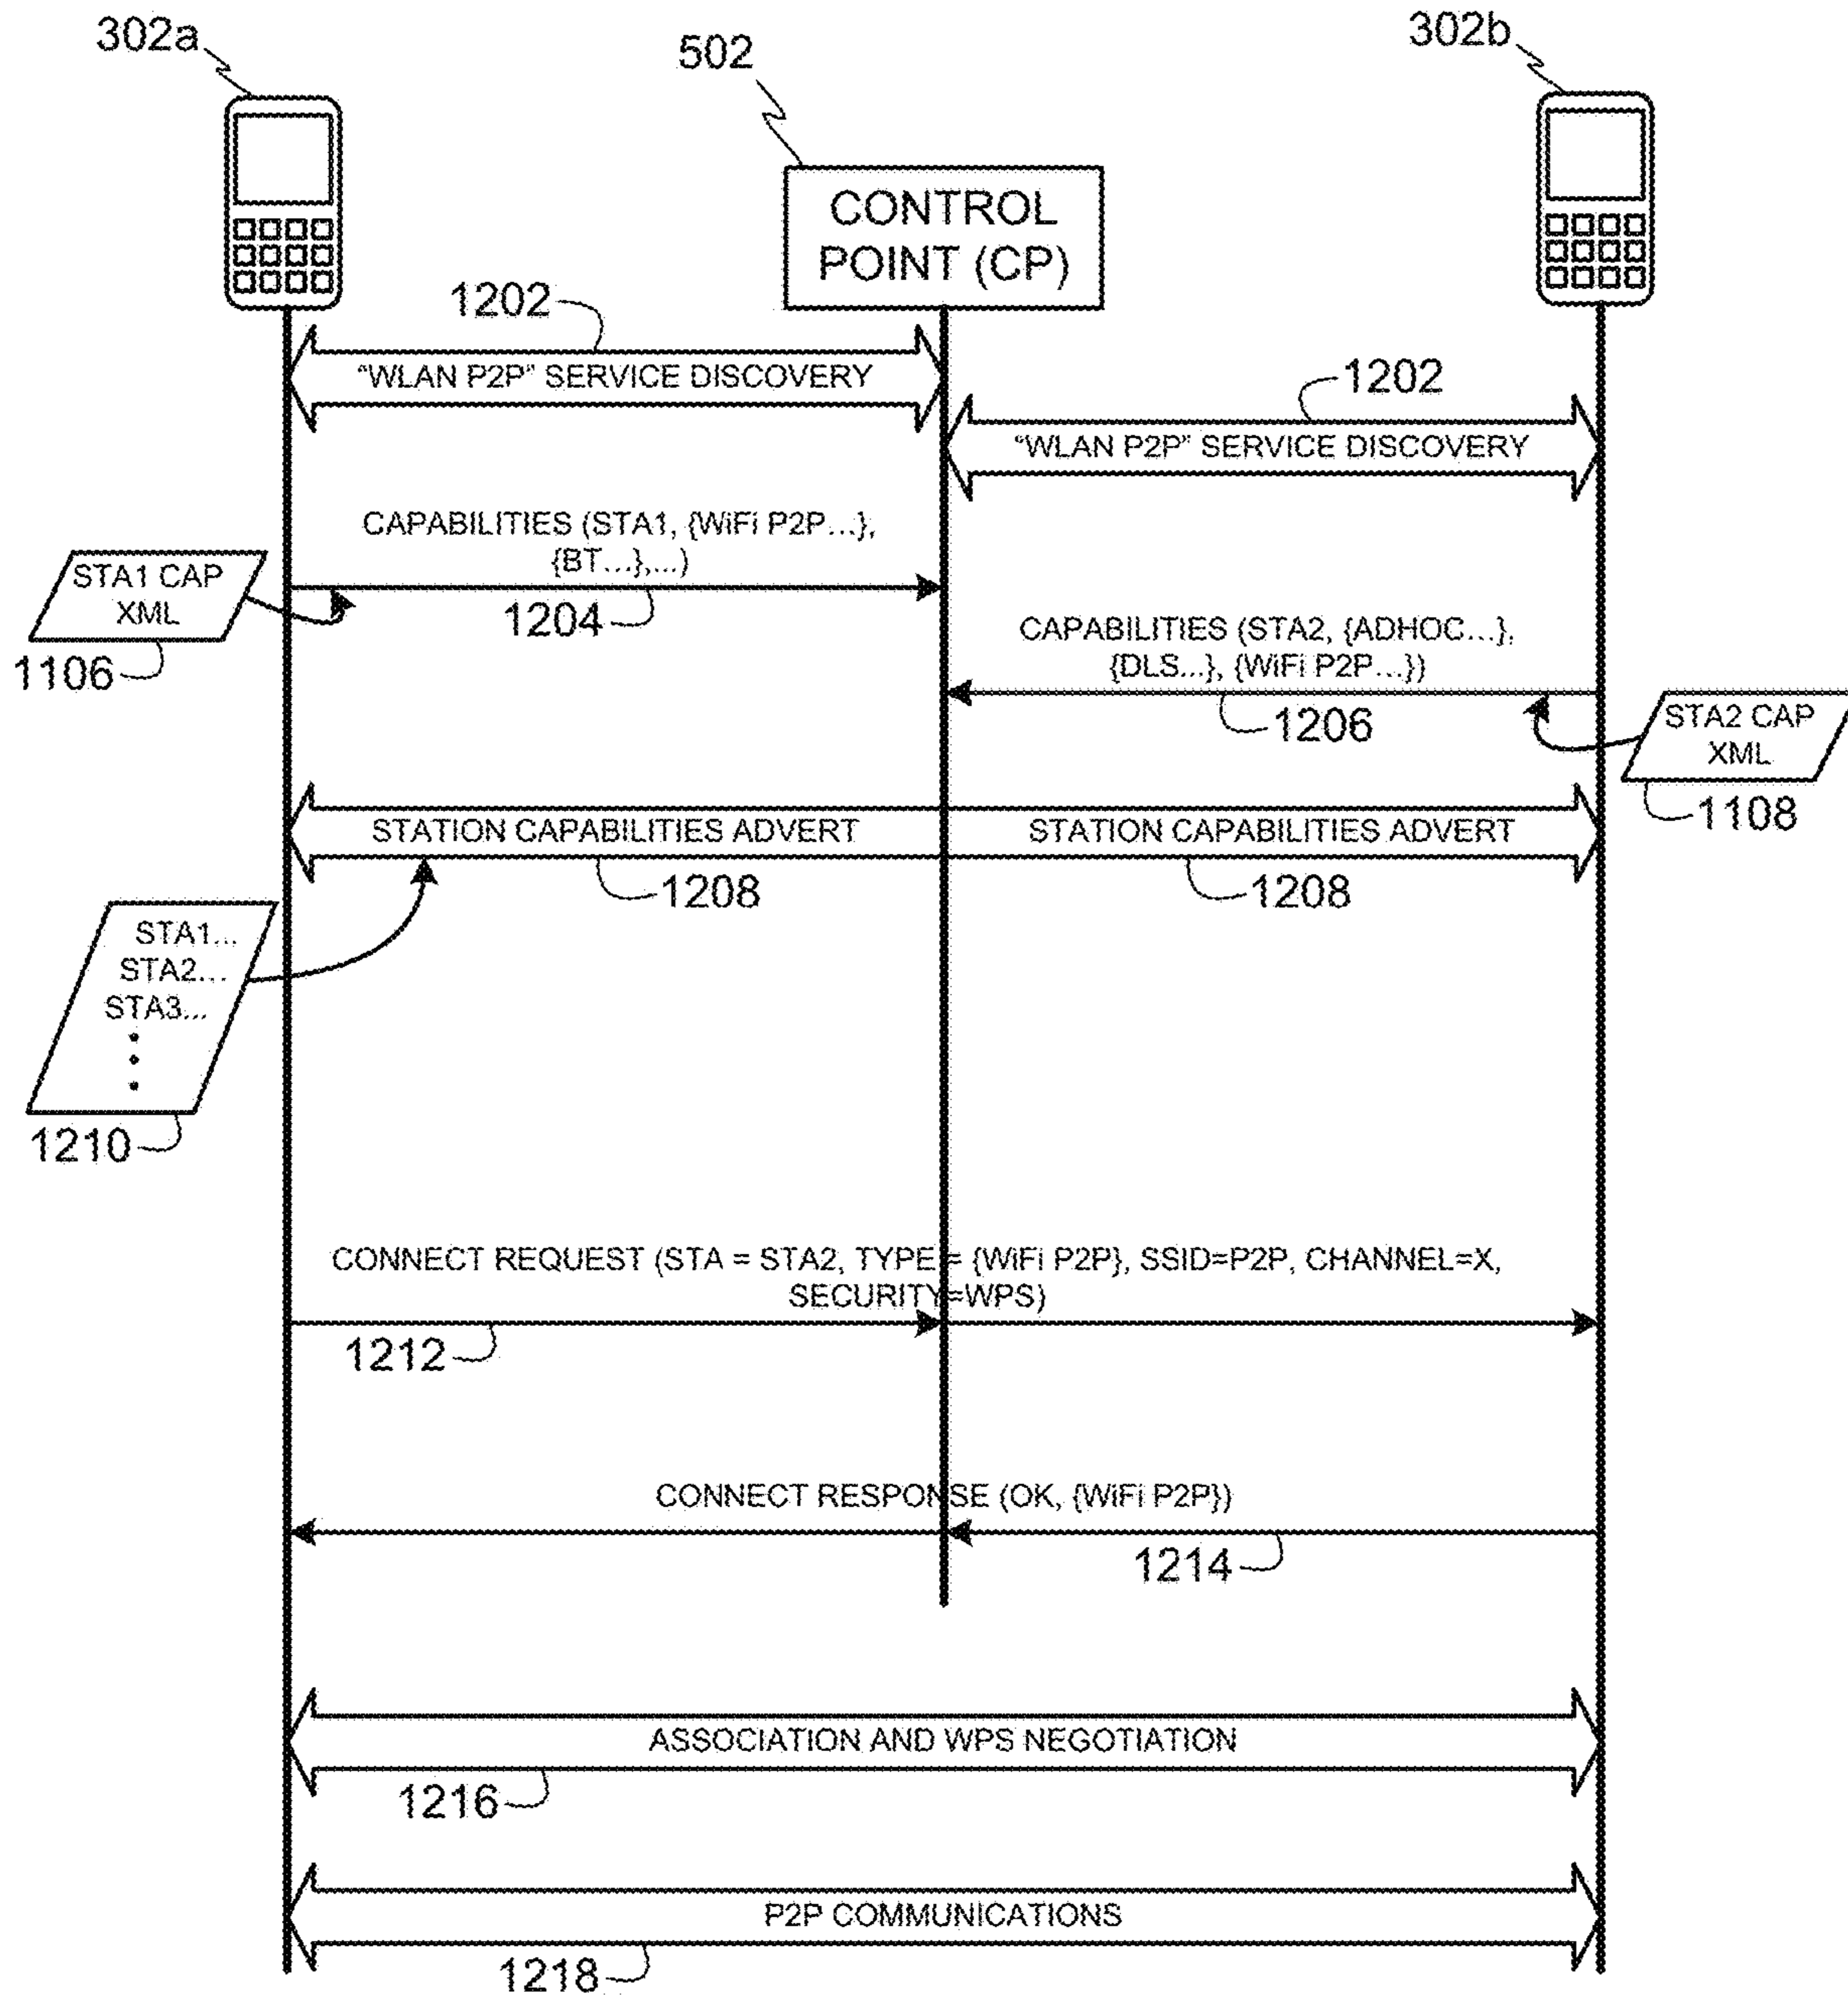 302a
502
302b
CONTROL
POINT (CP)
1202
"WLAN P2P" SERVICE DISCOVERY
1202
"WLAN P2P" SERVICE DISCOVERY
CAPABILITIES (STA1, {WiFi P2P...},
{BT...},...)
STA1 CAP
XML
1204
1106
CAPABILITIES (STA2, {ADHOC...},
{DLS...}, {WiFi P2P...})
1206
STA2 CAP
XML
1108
STATION CAPABILITIES ADVERT
STATION CAPABILITIES ADVERT
1208
1208
STA1...
STA2...
STA3...
1210
CONNECT REQUEST (STA = STA2, TYPE = {WiFi P2P}, SSID=P2P, CHANNEL=X,
SECURITY=WPS)
1212
CONNECT RESPONSE (OK, {WiFi P2P})
1214
ASSOCIATION AND WPS NEGOTIATION
1216
P2P COMMUNICATIONS
1218